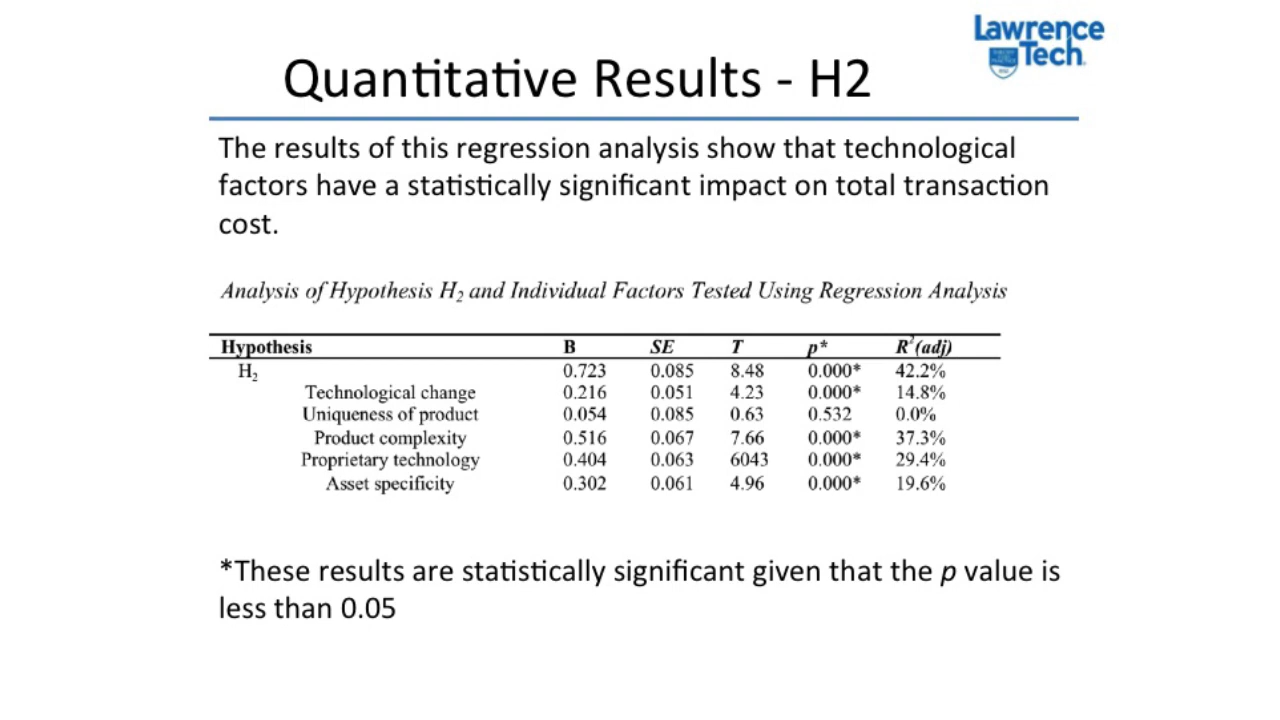 Lawrence
Tech
Quantitative Results - H2
The results of this regression analysis show that technological
factors have a statistically significant impact on total transaction
cost.
Analysis of Hypothesis H₂ and Individual Factors Tested Using Regression Analysis
Hypothesis B SE T p* R²(adj)
H₂ 0.723 0.085 8.48 0.000* 42.2%
Technological change 0.216 0.051 4.23 0.000* 14.8%
Uniqueness of product 0.054 0.085 0.63 0.532 0.0%
Product complexity 0.516 0.067 7.66 0.000* 37.3%
Proprietary technology 0.404 0.063 6043 0.000* 29.4%
Asset specificity 0.302 0.061 4.96 0.000* 19.6%
*These results are statistically significant given that the p value is
less than 0.05